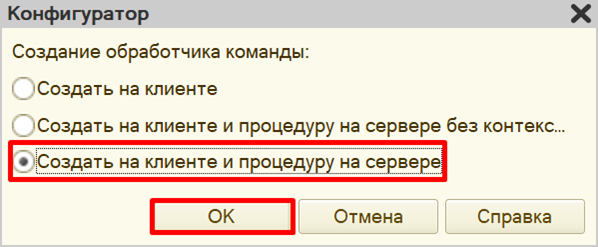 Конфигуратор
Создание обработчика команды:
Создать на клиенте
Создать на клиенте и процедуру на сервере без контекс...
Создать на клиенте и процедуру на сервере
OK Отмена Справка